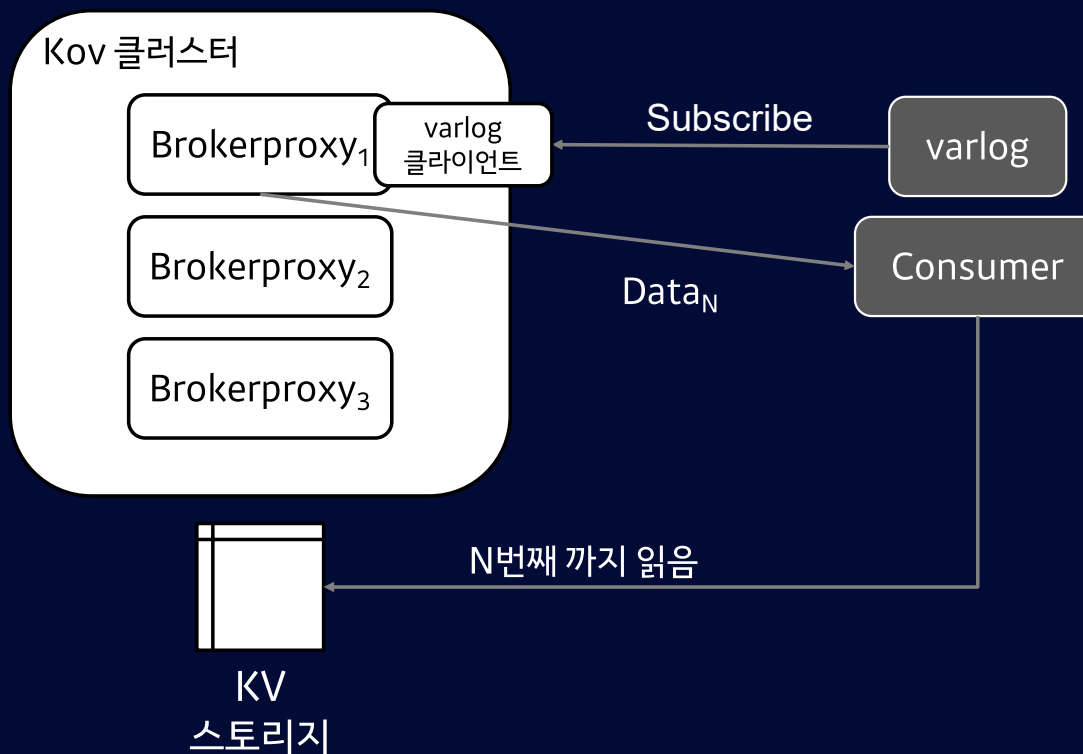 Kov 클러스터
Brokerproxy1
varlog
클라이언트
Subscribe
varlog
Brokerproxy2
Consumer
DataN
Brokerproxy3
N번째 까지 읽음
KV
스토리지